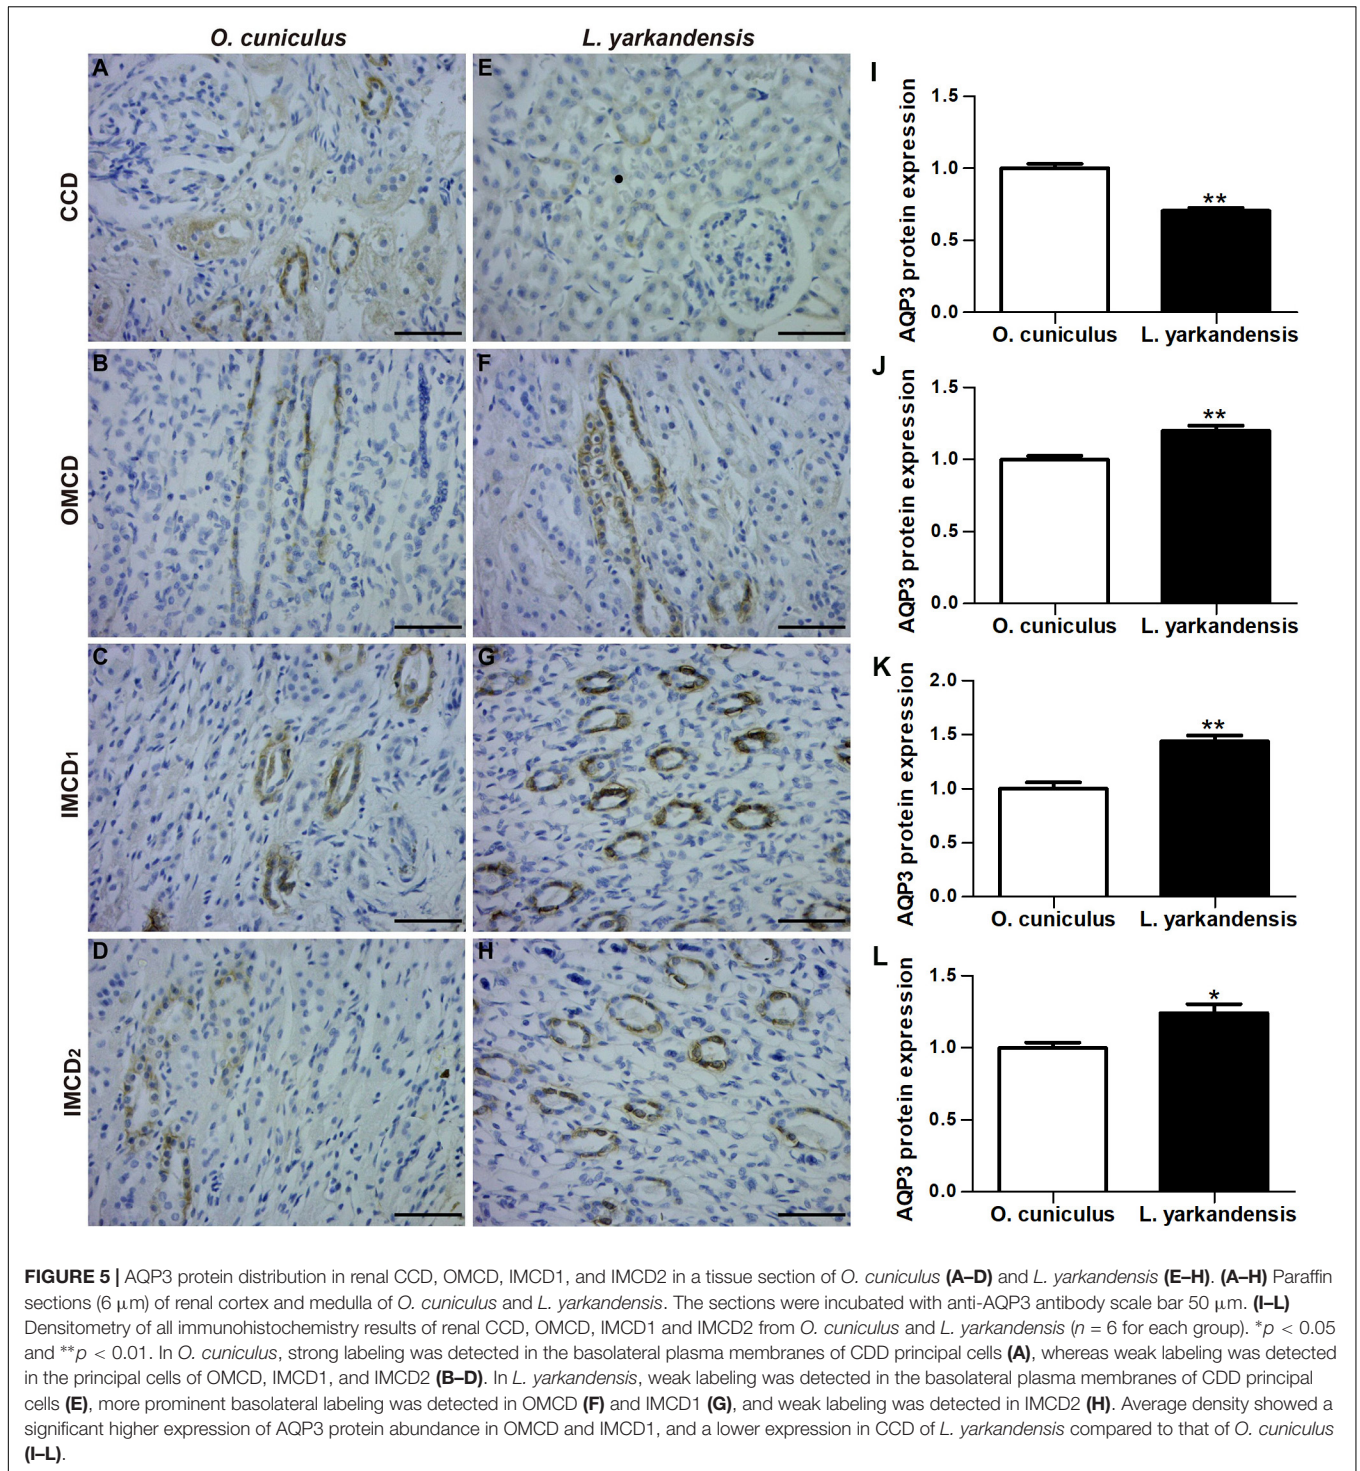 O. cuniculus
L. yarkandensis
A
E
CCD
I
AQP3 protein expression
1.5
1.0
0.5
0.0
**
O. cuniculus L. yarkandensis
B
F
OMCD
J
AQP3 protein expression
1.5
1.0
0.5
0.0
**
O. cuniculus L. yarkandensis
C
G
IMCD1
K
AQP3 protein expression
2.0
1.5
1.0
0.5
0.0
**
O. cuniculus L. yarkandensis
D
H
IMCD2
L
AQP3 protein expression
1.5
1.0
0.5
0.0
*
O. cuniculus L. yarkandensis
FIGURE 5 | AQP3 protein distribution in renal CCD, OMCD, IMCD1, and IMCD2 in a tissue section of O. cuniculus (A–D) and L. yarkandensis (E–H). (A–H) Paraffin
sections (6 μm) of renal cortex and medulla of O. cuniculus and L. yarkandensis. The sections were incubated with anti-AQP3 antibody scale bar 50 μm. (I–L)
Densitometry of all immunohistochemistry results of renal CCD, OMCD, IMCD1 and IMCD2 from O. cuniculus and L. yarkandensis (n = 6 for each group). *p < 0.05
and **p < 0.01. In O. cuniculus, strong labeling was detected in the basolateral plasma membranes of CDD principal cells (A), whereas weak labeling was detected
in the principal cells of OMCD, IMCD1, and IMCD2 (B–D). In L. yarkandensis, weak labeling was detected in the basolateral plasma membranes of CDD principal
cells (E), more prominent basolateral labeling was detected in OMCD (F) and IMCD1 (G), and weak labeling was detected in IMCD2 (H). Average density showed a
significant higher expression of AQP3 protein abundance in OMCD and IMCD1, and a lower expression in CCD of L. yarkandensis compared to that of O. cuniculus
(I–L).